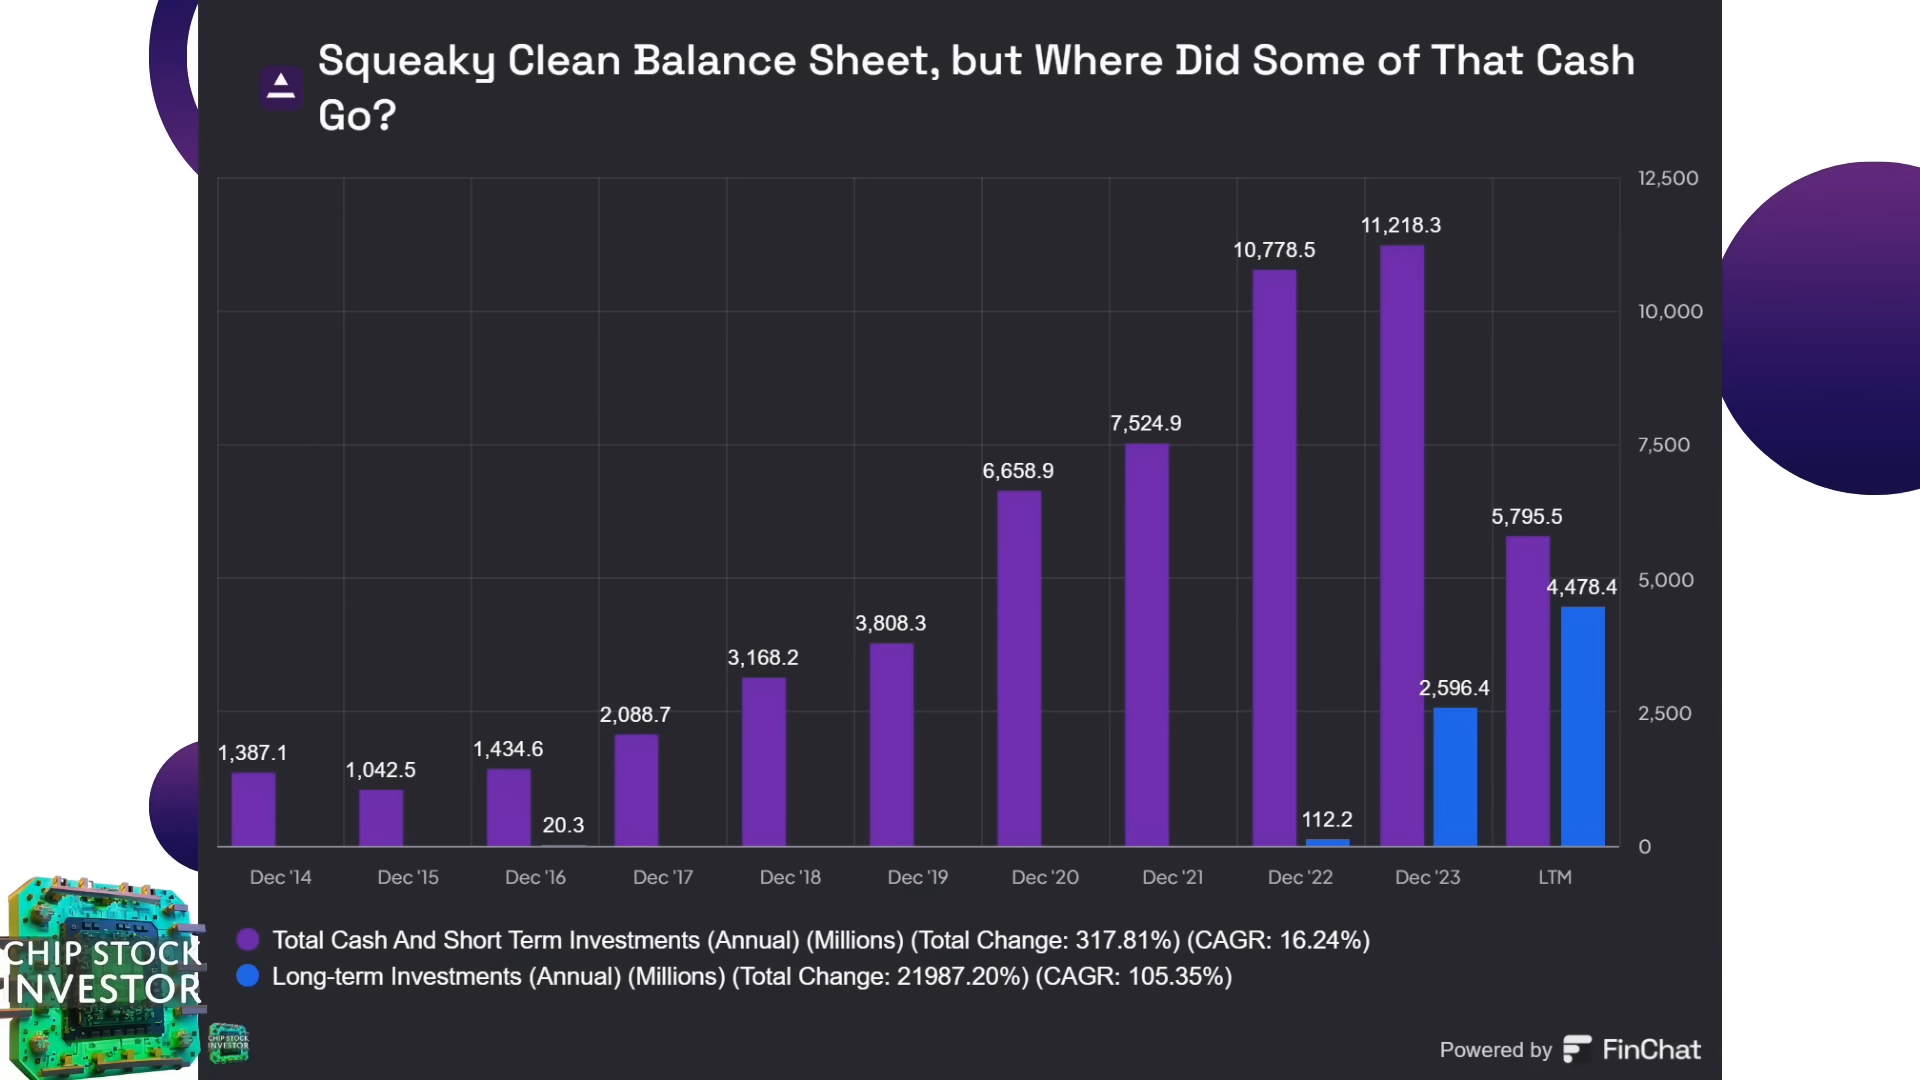 Squeaky Clean Balance Sheet, but Where Did Some of That Cash
Go?
12,500
10,000
7,500
5,000
2,500
0
1,387.1
1,042.5
1,434.6
20.3
2,088.7
3,168.2
3,808.3
6,658.9
7,524.9
10,778.5
112.2
11,218.3
2,596.4
5,795.5
4,478.4
Dec '14
Dec '15
Dec '16
Dec '17
Dec '18
Dec '19
Dec '20
Dec '21
Dec '22
Dec '23
LTM
Total Cash And Short Term Investments (Annual) (Millions) (Total Change: 317.81%) (CAGR: 16.24%)
Long-term Investments (Annual) (Millions) (Total Change: 21987.20%) (CAGR: 105.35%)
CHIP STOCK
INVESTOR
CHIP STOCK
INVESTOR
Powered by FinChat